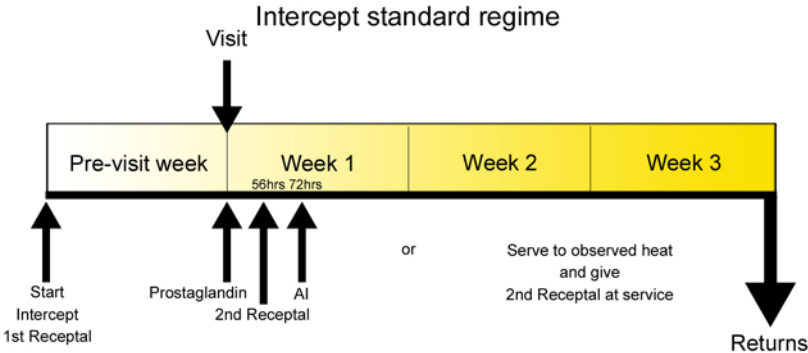 Intercept standard regime
Visit
Pre-visit week
Week 1
Week 2
Week 3
56hrs 72hrs
Start
Intercept
1st Receptal
Prostaglandin
2nd Receptal
AI
or
Serve to observed heat
and give
2nd Receptal at service
Returns